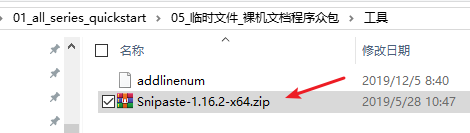 01_all_series_quickstart > 05_临时文件_裸机文档程序众包 > 工具
名称 修改日期
addlinenum 2019/12/5 8:40
Snipaste-1.16.2-x64.zip 2019/5/28 10:47